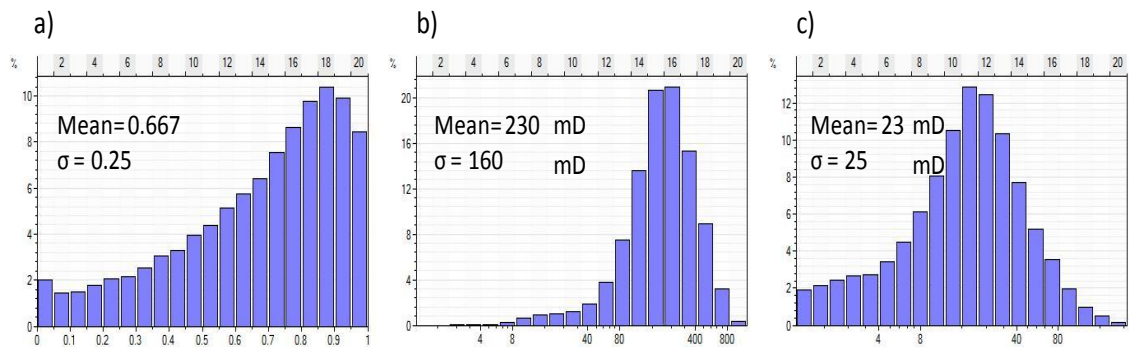 a)
b)
c)
% 2 4 6 8 10 12 14 16 18 20
% 2 4 6 8 10 12 14 16 18 20
% 2 4 6 8 10 12 14 16 18 20
10
8
6
4
2
0
Mean=0.667
σ = 0.25
0 0.1 0.1 0.2 0.3 0.4 0.5 0.6 0.7 0.8 1
20
16
12
8
4
0
Mean=230 mD
σ = 160 mD
4 8 40 80 400 800
12
10
8
6
4
2
0
Mean=23 mD
σ = 25 mD
4 8 40 80